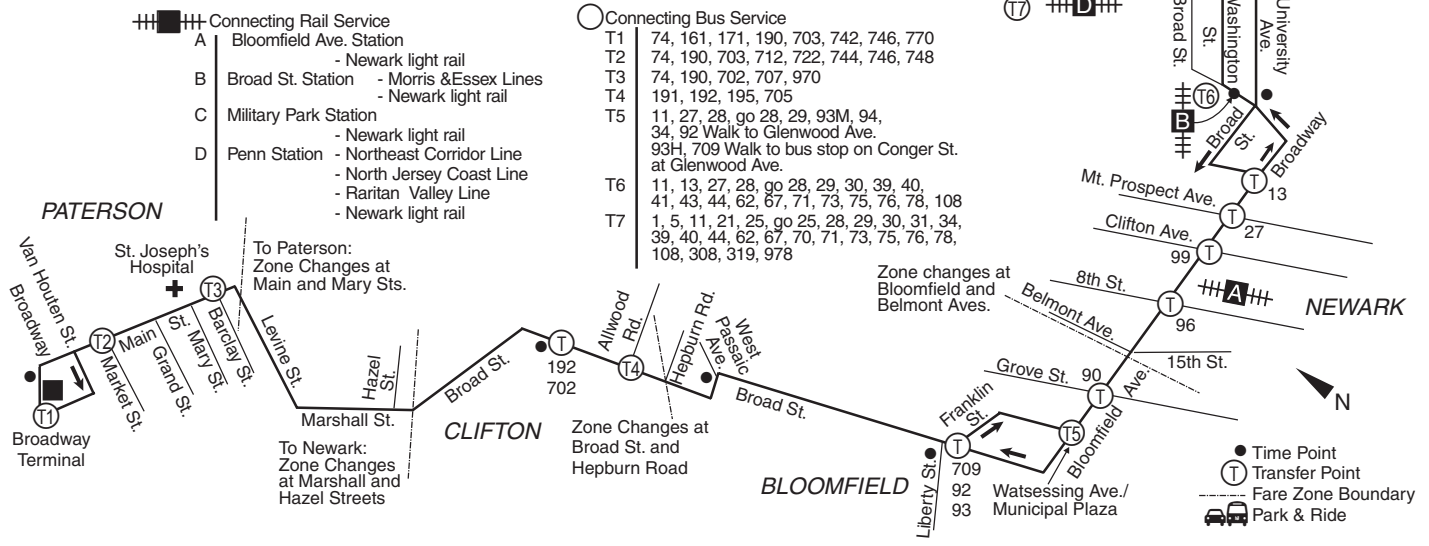 Connecting Rail Service
A Bloomfield Ave. Station
- Newark light rail
B Broad St. Station - Morris &Essex Lines
- Newark light rail
C Military Park Station
- Newark light rail
D Penn Station - Northeast Corridor Line
- North Jersey Coast Line
- Raritan Valley Line
- Newark light rail
Connecting Bus Service
T1 74, 161, 171, 190, 703, 742, 746, 770
T2 74, 190, 703, 712, 722, 744, 746, 748
T3 74, 190, 702, 707, 970
T4 191, 192, 195, 705
T5 11, 27, 28, go 28, 29, 93M, 94,
34, 92 Walk to Glenwood Ave.
93H, 709 Walk to bus stop on Conger St.
at Glenwood Ave.
T6 11, 13, 27, 28, go 28, 29, 30, 39, 40,
41, 43, 44, 62, 67, 71, 73, 75, 76, 78, 108
T7 1, 5, 11, 21, 25, go 25, 28, 29, 30, 31, 34,
39, 40, 44, 62, 67, 70, 71, 73, 75, 76, 78,
108, 308, 319, 978
T7
D
Broad St.
Washington
St.
University
Ave.
T6
B
Broad
St.
Broadway
T
13
Mt. Prospect Ave.
T
27
Clifton Ave.
T
99
8th St.
A
T
96
NEWARK
Zone changes at
Bloomfield and
Belmont Aves.
Belmont Ave.
15th St.
Grove St.
90
T
Bloomfield
Ave.
N
PATERSON
Van Houten St.
Broadway
T1
Broadway
Terminal
T2
Market St.
Main
St.
Grand St.
Mary St.
Barclay St.
St. Joseph's
Hospital
T3
To Paterson:
Zone Changes at
Main and Mary Sts.
Levine St.
Hazel
St.
Marshall St.
To Newark:
Zone Changes
at Marshall and
Hazel Streets
Broad St.
CLIFTON
T
192
702
Allwood
Rd.
T4
Hepburn Rd.
West
Passaic
Ave.
Zone Changes at
Broad St. and
Hepburn Road
Broad St.
BLOOMFIELD
Liberty St.
Franklin
St.
T
709
92
93
T5
Watsessing Ave./
Municipal Plaza
Time Point
T Transfer Point
Fare Zone Boundary
Park & Ride